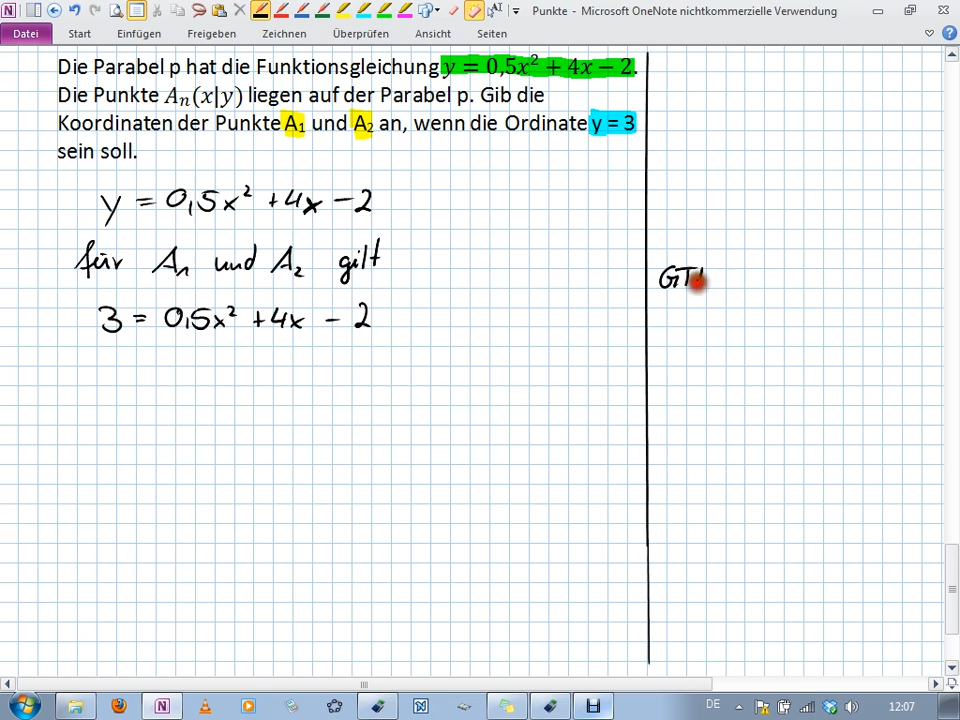 Punkte - Microsoft OneNote nichtkommerzielle Verwendung
Datei Start Einfügen Freigeben Zeichnen Überprüfen Ansicht Seiten
Die Parabel p hat die Funktionsgleichung y = 0,5x² + 4x − 2.
Die Punkte Aₙ(x|y) liegen auf der Parabel p. Gib die
Koordinaten der Punkte A₁ und A₂ an, wenn die Ordinate y = 3
sein soll.
y = 0,5x² + 4x − 2
für A₁ und A₂ gilt
GT
3 = 0,5x² + 4x − 2
DE 12:07